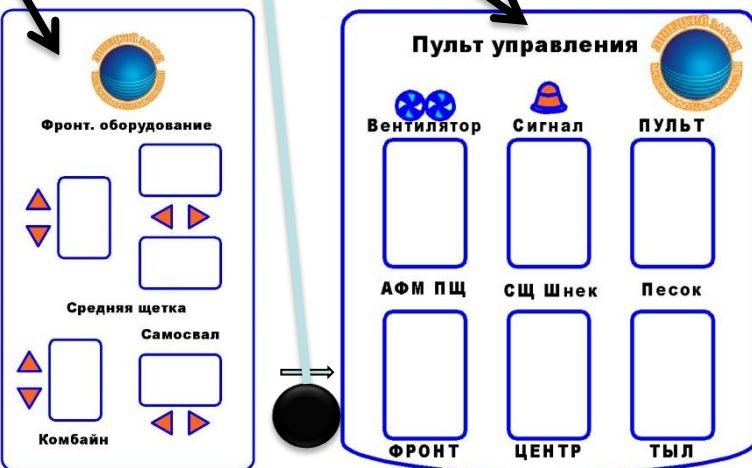 Фронт. оборудование
Средняя щетка
Самосвал
Комбайн
Пульт управления
Вентилятор Сигнал ПУЛЬТ
АФМ ПЩ СЩ Шнек Песок
ФРОНТ ЦЕНТР ТЫЛ